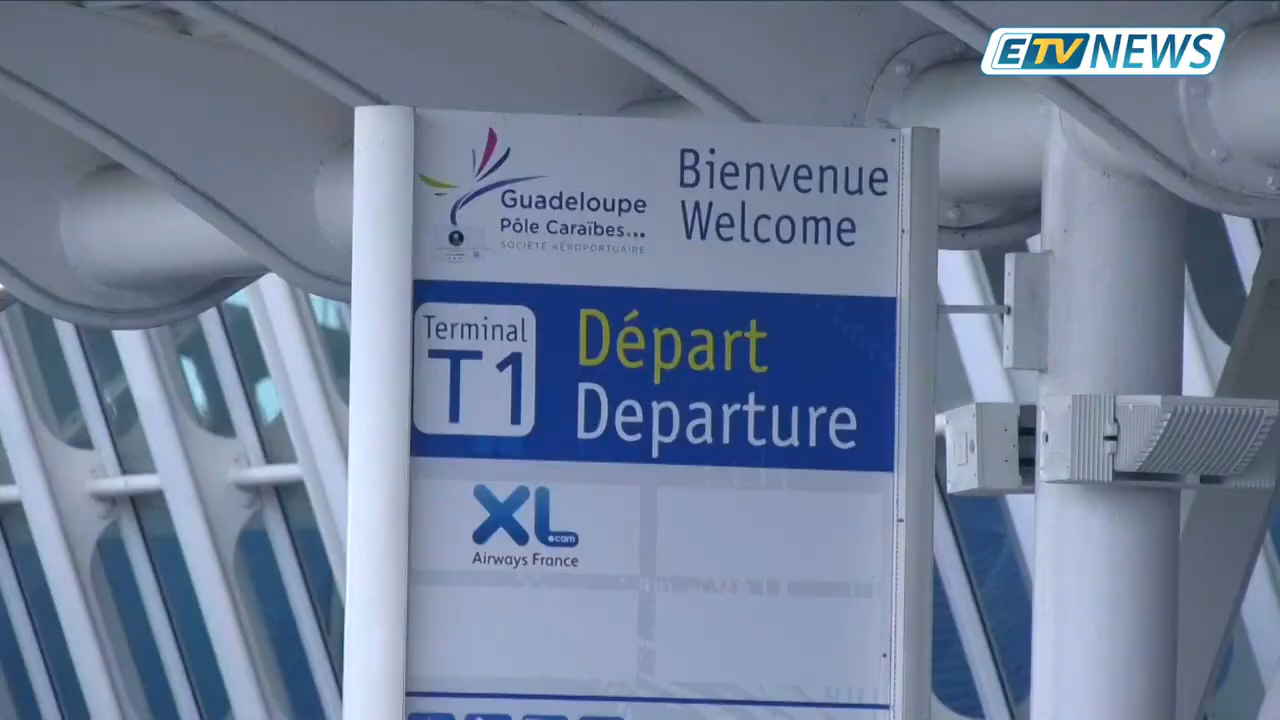 ETV NEWS
Guadeloupe
Pôle Caraïbes...
SOCIÉTÉ AÉROPORTUAIRE
Bienvenue
Welcome
Terminal
T1
Départ
Departure
XL.com
Airways France